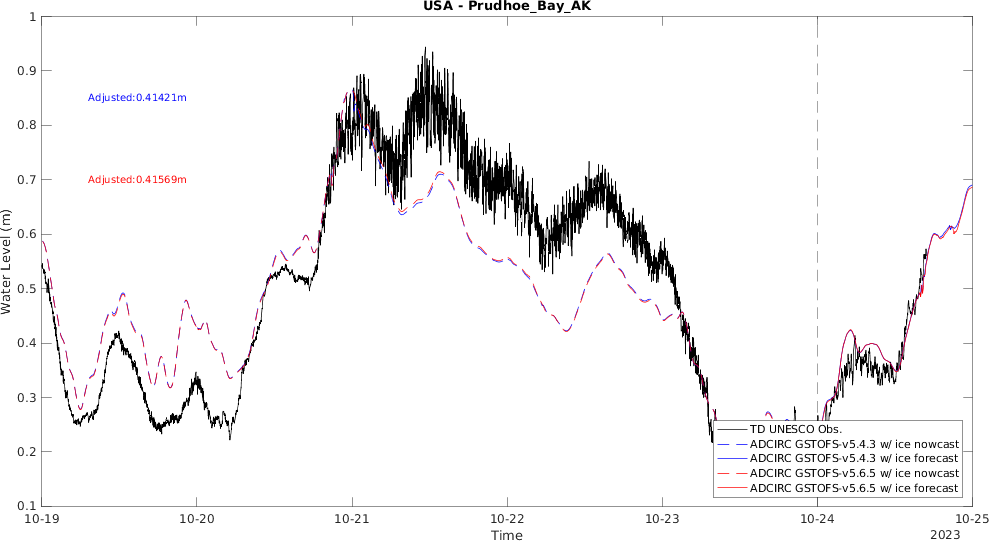 USA - Prudhoe_Bay_AK
1
0.9
0.8
0.7
0.6
0.5
0.4
0.3
0.2
0.1
Water Level (m)
Adjusted:0.41421m
Adjusted:0.41569m
TD UNESCO Obs.
ADCIRC GSTOFS-v5.4.3 w/ ice nowcast
ADCIRC GSTOFS-v5.4.3 w/ ice forecast
ADCIRC GSTOFS-v5.6.5 w/ ice nowcast
ADCIRC GSTOFS-v5.6.5 w/ ice forecast
10-19 10-20 10-21 10-22 10-23 10-24 10-25
Time
2023